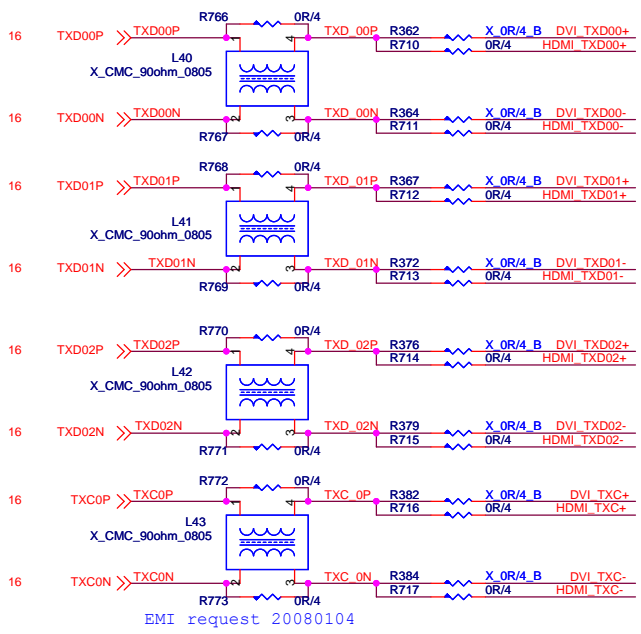 R766 0R/4
16 TXD00P TXD00P 1 4 TXD_00P R362 X_0R/4_B DVI_TXD00+
R710 0R/4 HDMI_TXD00+
L40
X_CMC_90ohm_0805
16 TXD00N TXD00N 2 3 TXD_00N R364 X_0R/4_B DVI_TXD00-
R711 0R/4 HDMI_TXD00-
R767 0R/4
R768 0R/4
16 TXD01P TXD01P 1 4 TXD_01P R367 X_0R/4_B DVI_TXD01+
R712 0R/4 HDMI_TXD01+
L41
X_CMC_90ohm_0805
16 TXD01N TXD01N 2 3 TXD_01N R372 X_0R/4_B DVI_TXD01-
R713 0R/4 HDMI_TXD01-
R769 0R/4
R770 0R/4
16 TXD02P TXD02P 1 4 TXD_02P R376 X_0R/4_B DVI_TXD02+
R714 0R/4 HDMI_TXD02+
L42
X_CMC_90ohm_0805
16 TXD02N TXD02N 2 3 TXD_02N R379 X_0R/4_B DVI_TXD02-
R715 0R/4 HDMI_TXD02-
R771 0R/4
R772 0R/4
16 TXC0P TXC0P 1 4 TXC_0P R382 X_0R/4_B DVI_TXC+
R716 0R/4 HDMI_TXC+
L43
X_CMC_90ohm_0805
16 TXC0N TXC0N 2 3 TXC_0N R384 X_0R/4_B DVI_TXC-
R717 0R/4 HDMI_TXC-
R773 0R/4
EMI request 20080104